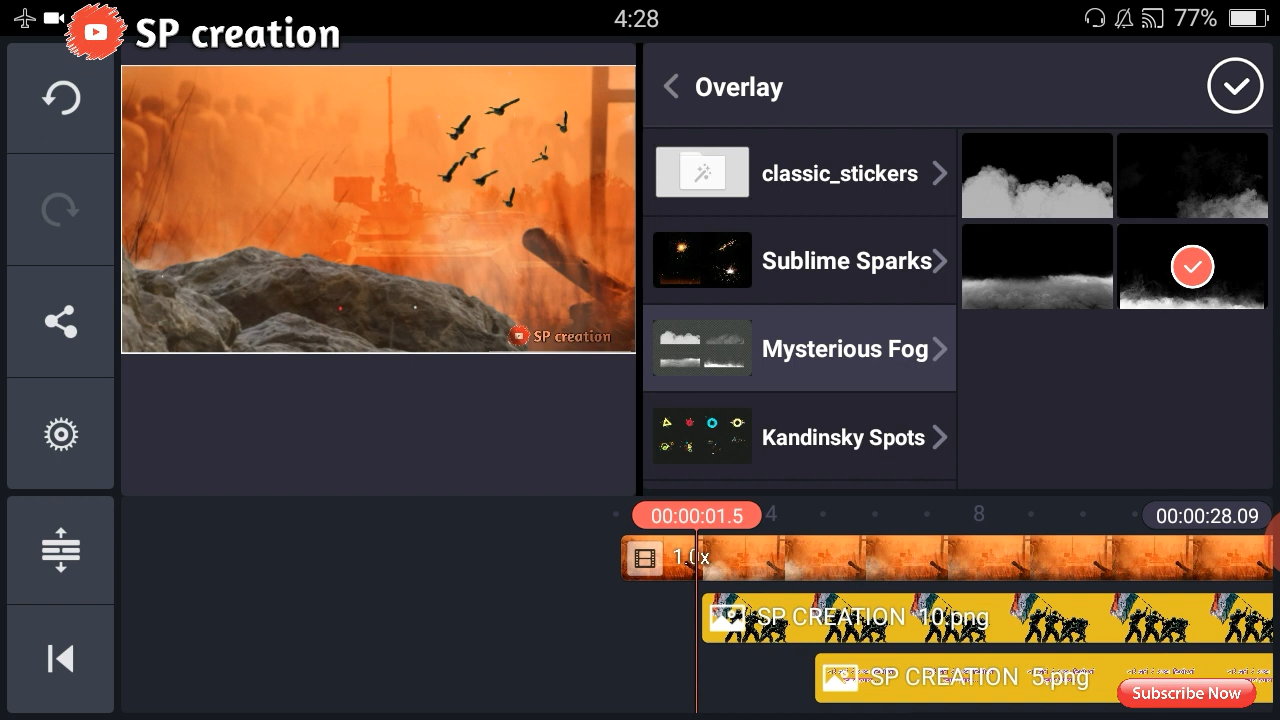 4:28
77%
SP creation
Overlay
classic_stickers
Sublime Sparks
Mysterious Fog
Kandinsky Spots
SP creation
00:00:01.5
4
8
00:00:28.09
1.0x
SP CREATION 10.png
SP CREATION 5.png
Subscribe Now